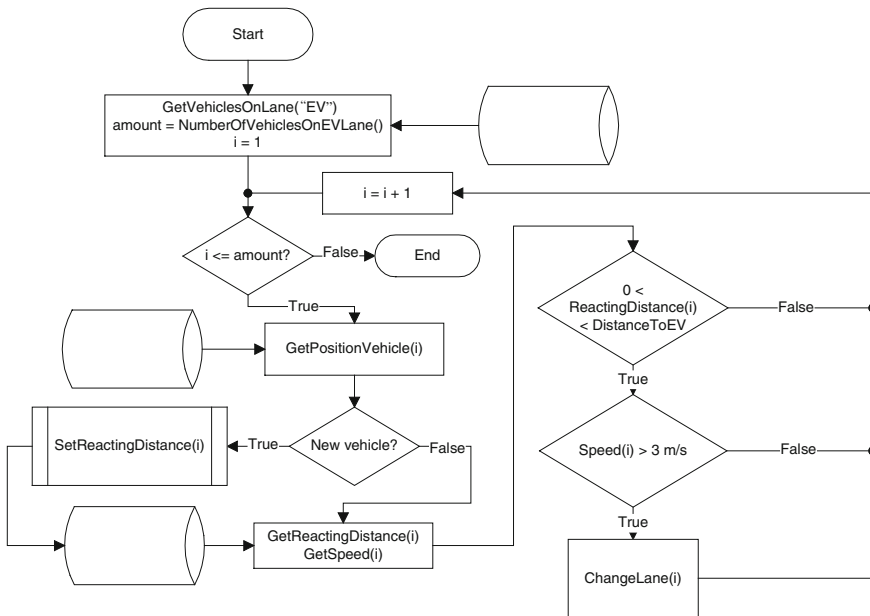 Start
GetVehiclesOnLane(“EV”)
amount = NumberOfVehiclesOnEVLane()
i = 1
i = i + 1
i <= amount?
False
End
True
GetPositionVehicle(i)
New vehicle?
True
False
SetReactingDistance(i)
GetReactingDistance(i)
GetSpeed(i)
0 <
ReactingDistance(i)
< DistanceToEV
False
True
Speed(i) > 3 m/s
False
True
ChangeLane(i)